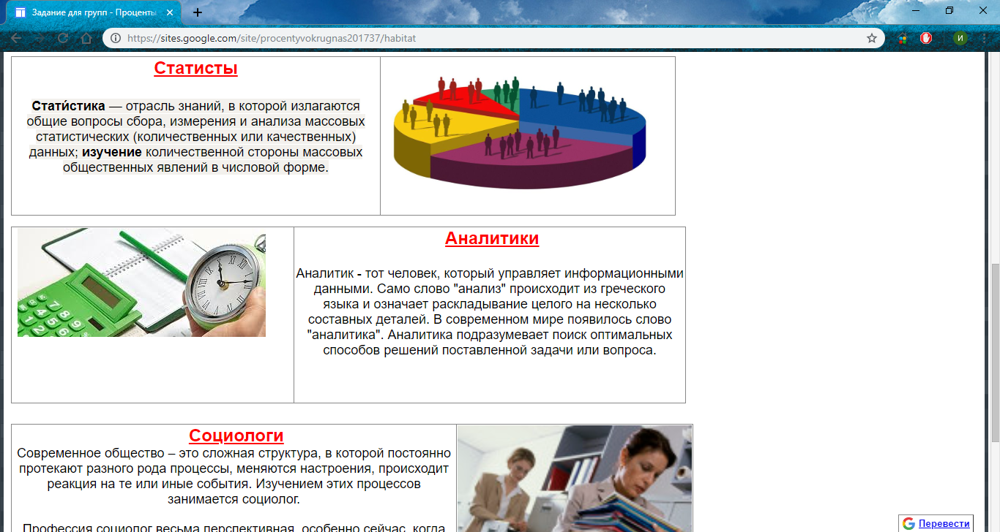 Задание для групп - Проценты
https://sites.google.com/site/procentyvokrugnas201737/habitat
И
Статисты
Стати́стика — отрасль знаний, в которой излагаются
общие вопросы сбора, измерения и анализа массовых
статистических (количественных или качественных)
данных; изучение количественной стороны массовых
общественных явлений в числовой форме.
Аналитики
Аналитик - тот человек, который управляет информационными
данными. Само слово "анализ" происходит из греческого
языка и означает раскладывание целого на несколько
составных деталей. В современном мире появилось слово
"аналитика". Аналитика подразумевает поиск оптимальных
способов решений поставленной задачи или вопроса.
Социологи
Современное общество – это сложная структура, в которой постоянно
протекают разного рода процессы, меняются настроения, происходит
реакция на те или иные события. Изучением этих процессов
занимается социолог.
Профессия социолог весьма перспективная, особенно сейчас, когда
Перевести